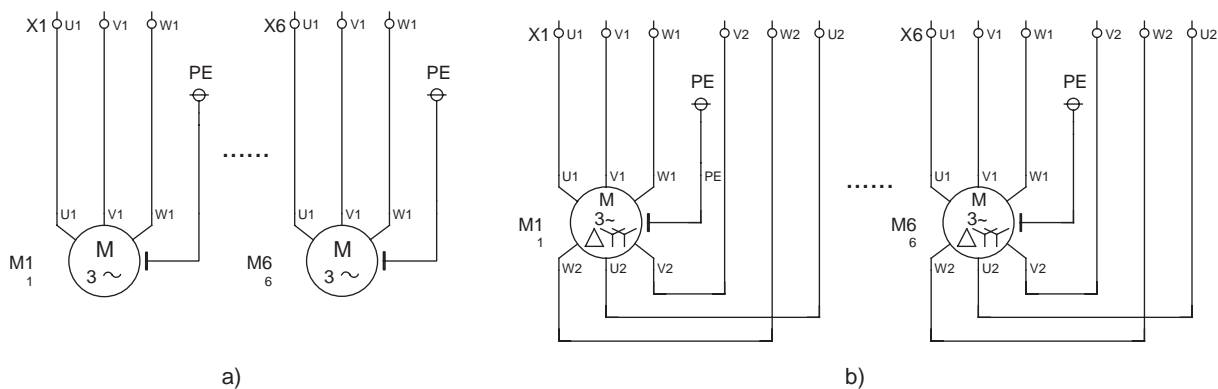 X1 U1 V1 W1 X6 U1 V1 W1
PE PE
......
U1 V1 W1 U1 V1 W1
M M
M1 3 M6 3
1 6
a)
X1 U1 V1 W1 V2 W2 U2 X6 U1 V1 W1 V2 W2 U2
PE PE
U1 V1 W1 PE ...... U1 V1 W1
M M
M1 3~ M6 3~
1 6
W2 U2 V2 W2 U2 V2
b)